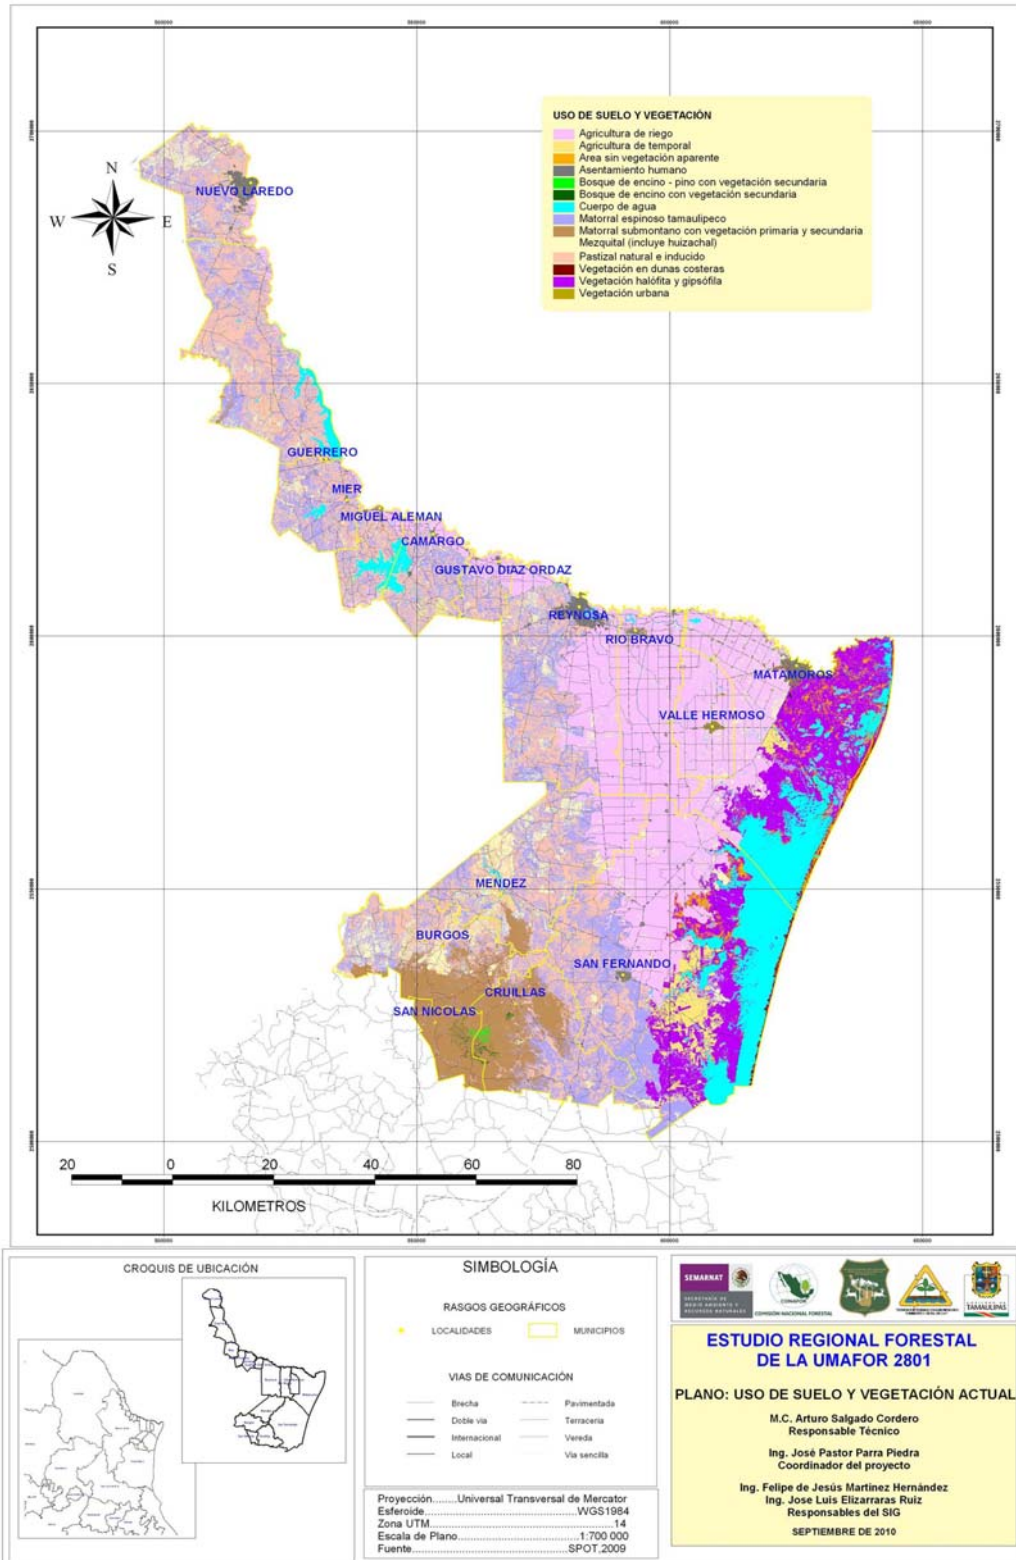 USO DE SUELO Y VEGETACIÓN
Agricultura de riego
Agricultura de temporal
Area sin vegetación aparente
Asentamiento humano
Bosque de encino - pino con vegetación secundaria
Bosque de encino con vegetación secundaria
Cuerpo de agua
Matorral espinoso tamaulipeco
Matorral submontano con vegetación primaria y secundaria
Mezquital (incluye huizachal)
Pastizal natural e inducido
Vegetación en dunas costeras
Vegetación halófita y gipsófila
Vegetación urbana
N
W E
S
NUEVO LAREDO
GUERRERO
MIER
MIGUEL ALEMAN
CAMARGO
GUSTAVO DIAZ ORDAZ
REYNOSA
RIO BRAVO
MATAMOROS
VALLE HERMOSO
MENDEZ
BURGOS
SAN FERNANDO
CRUILLAS
SAN NICOLAS
20 0 20 40 60 80
KILOMETROS
CROQUIS DE UBICACIÓN
SIMBOLOGÍA
RASGOS GEOGRÁFICOS
LOCALIDADES MUNICIPIOS
VIAS DE COMUNICACIÓN
Brecha Pavimentada
Doble via Terraceria
Internacional Vereda
Local Via sencilla
Proyección........Universal Transversal de Mercator
Esferoide..................................WGS1984
Zona UTM..........................................14
Escala de Plano.........................1:700 000
Fuente...................................SPOT,2009
SEMARNAT
SECRETARÍA DE
MEDIO AMBIENTE Y
RECURSOS NATURALES
CONAFOR
COMISIÓN NACIONAL FORESTAL
TAMAULIPAS
ESTUDIO REGIONAL FORESTAL
DE LA UMAFOR 2801
PLANO: USO DE SUELO Y VEGETACIÓN ACTUAL
M.C. Arturo Salgado Cordero
Responsable Técnico
Ing. José Pastor Parra Piedra
Coordinador del proyecto
Ing. Felipe de Jesús Martínez Hernández
Ing. Jose Luis Elizarraras Ruiz
Responsables del SIG
SEPTIEMBRE DE 2010